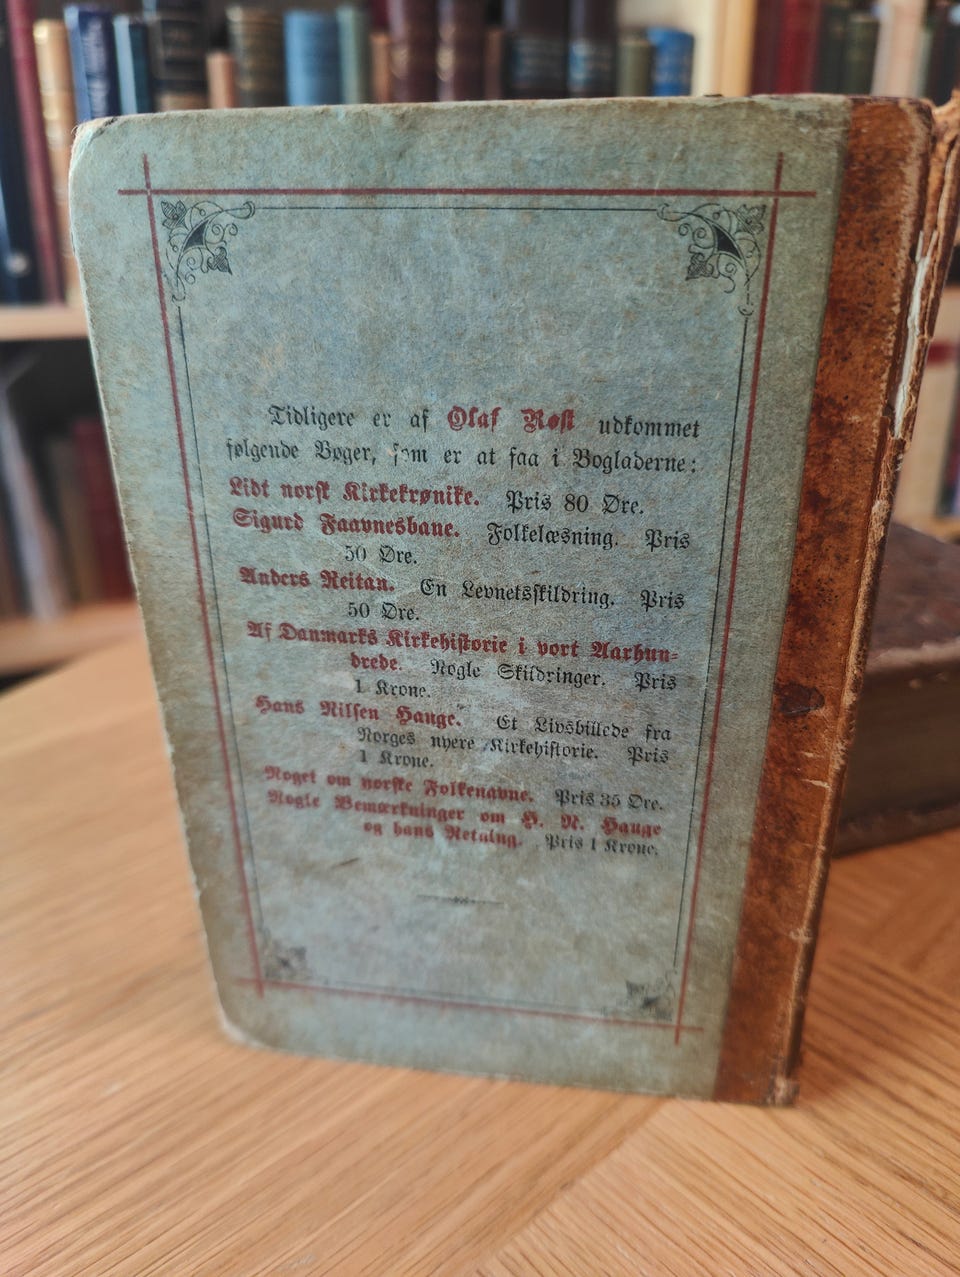 Tidligere er af Olaf Røst udkommet
følgende Bøger, som er at faa i Bogladerne:
Lidt norsk Kirkekrønike. Pris 80 Øre.
Sigurd Faavnesbane. Folkelæsning. Pris
50 Øre.
Anders Reitan. En Levnetsskildring. Pris
50 Øre.
Af Danmarks Kirkehistorie i vort Aarhun-
drede. Nogle Skildringer. Pris
1 Krone.
Hans Nilsen Hauge. Et Livsbillede fra
Norges nyere Kirkehistorie. Pris
1 Krone.
Noget om norske Folkenavne. Pris 35 Øre.
Nogle Bemærkninger om H. N. Hauge
og hans Retning. Pris 1 Krone.